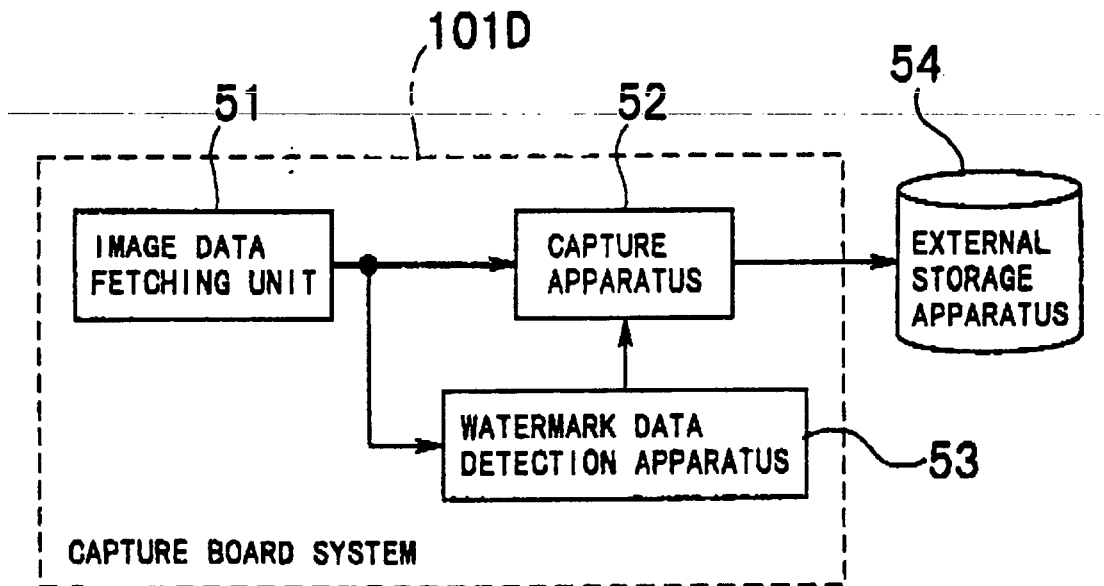 101D
54
51
52
IMAGE DATA
FETCHING UNIT
CAPTURE
APPARATUS
EXTERNAL
STORAGE
APPARATUS
WATERMARK DATA
DETECTION APPARATUS
53
CAPTURE BOARD SYSTEM